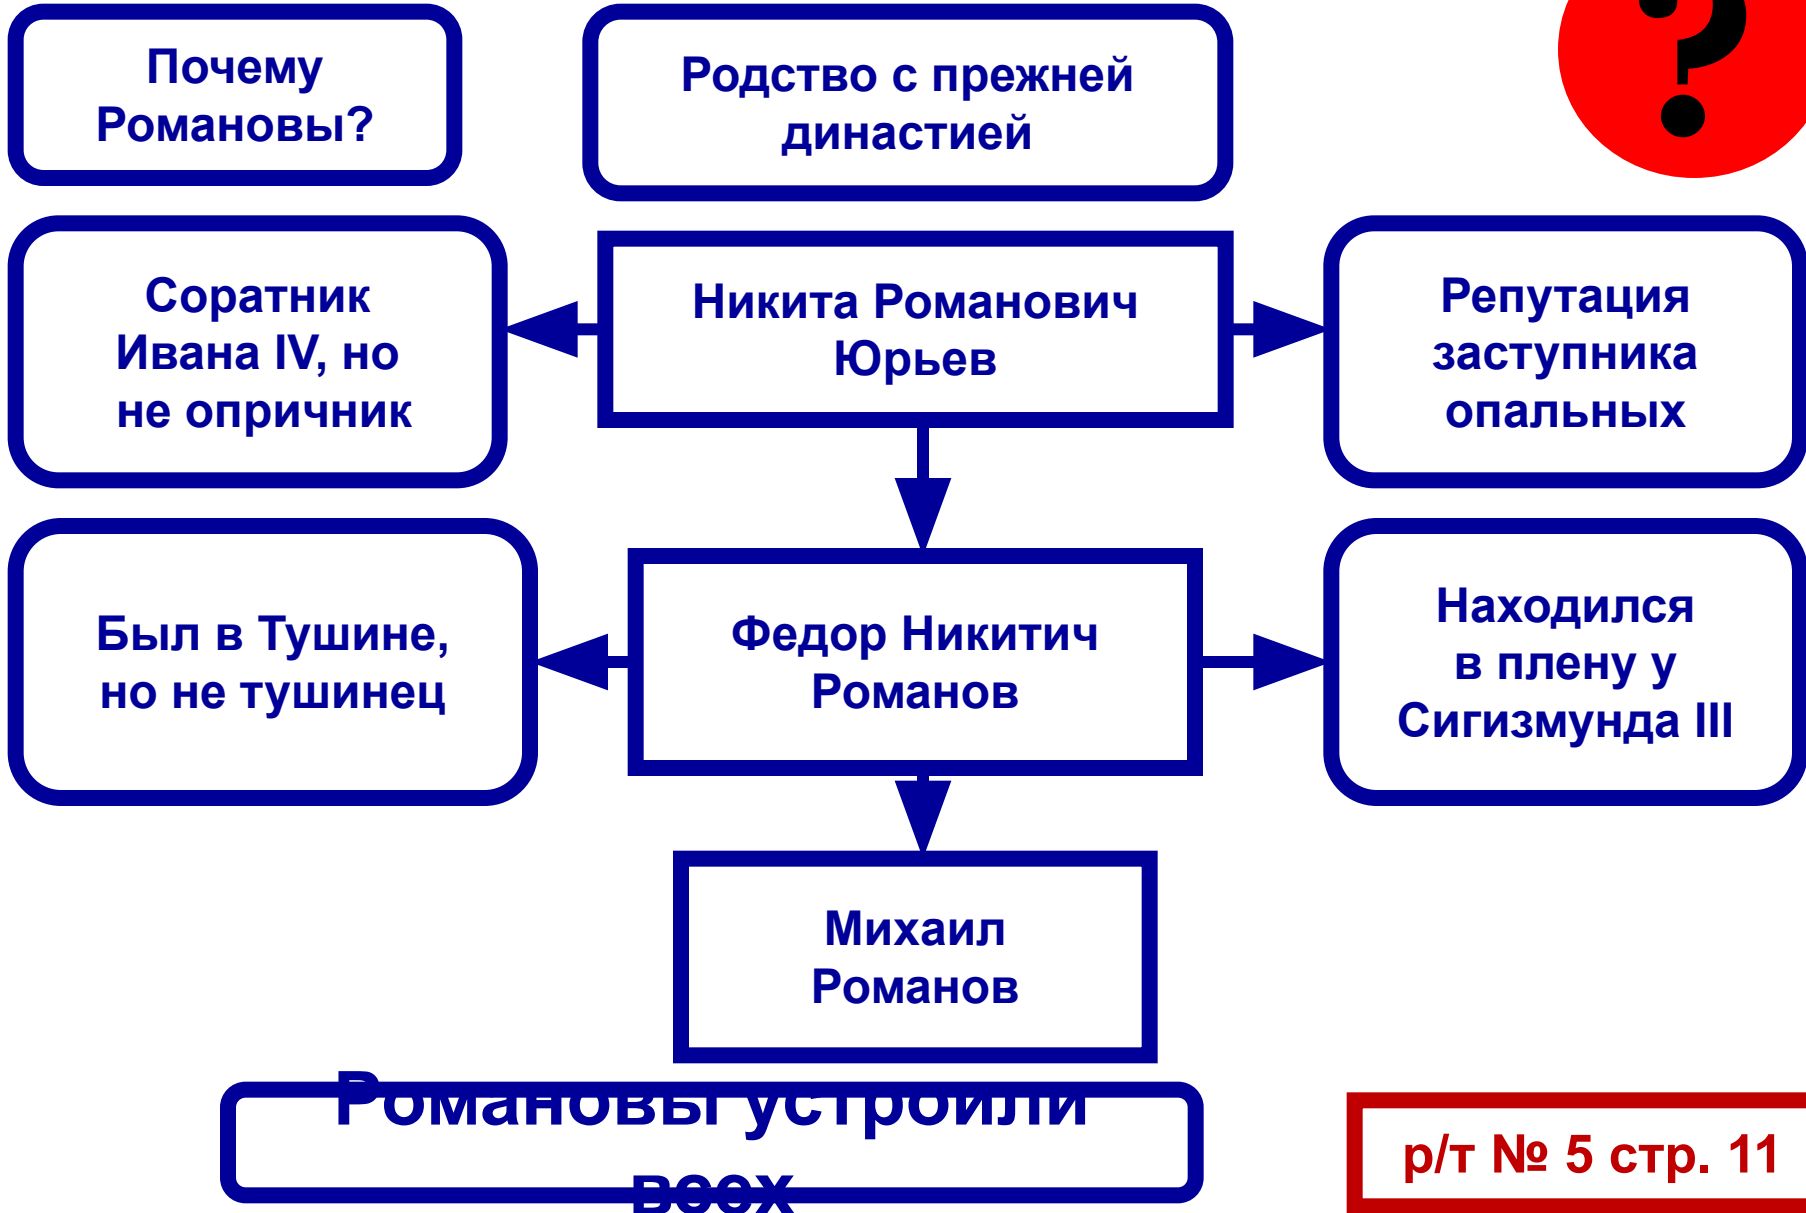 Почему
Романовы?
Родство с прежней
династией
?
Соратник
Ивана IV, но
не опричник
Никита Романович
Юрьев
Репутация
заступника
опальных
Был в Тушине,
но не тушинец
Федор Никитич
Романов
Находился
в плену у
Сигизмунда III
Михаил
Романов
Романовы устроили
всех
р/т № 5 стр. 11